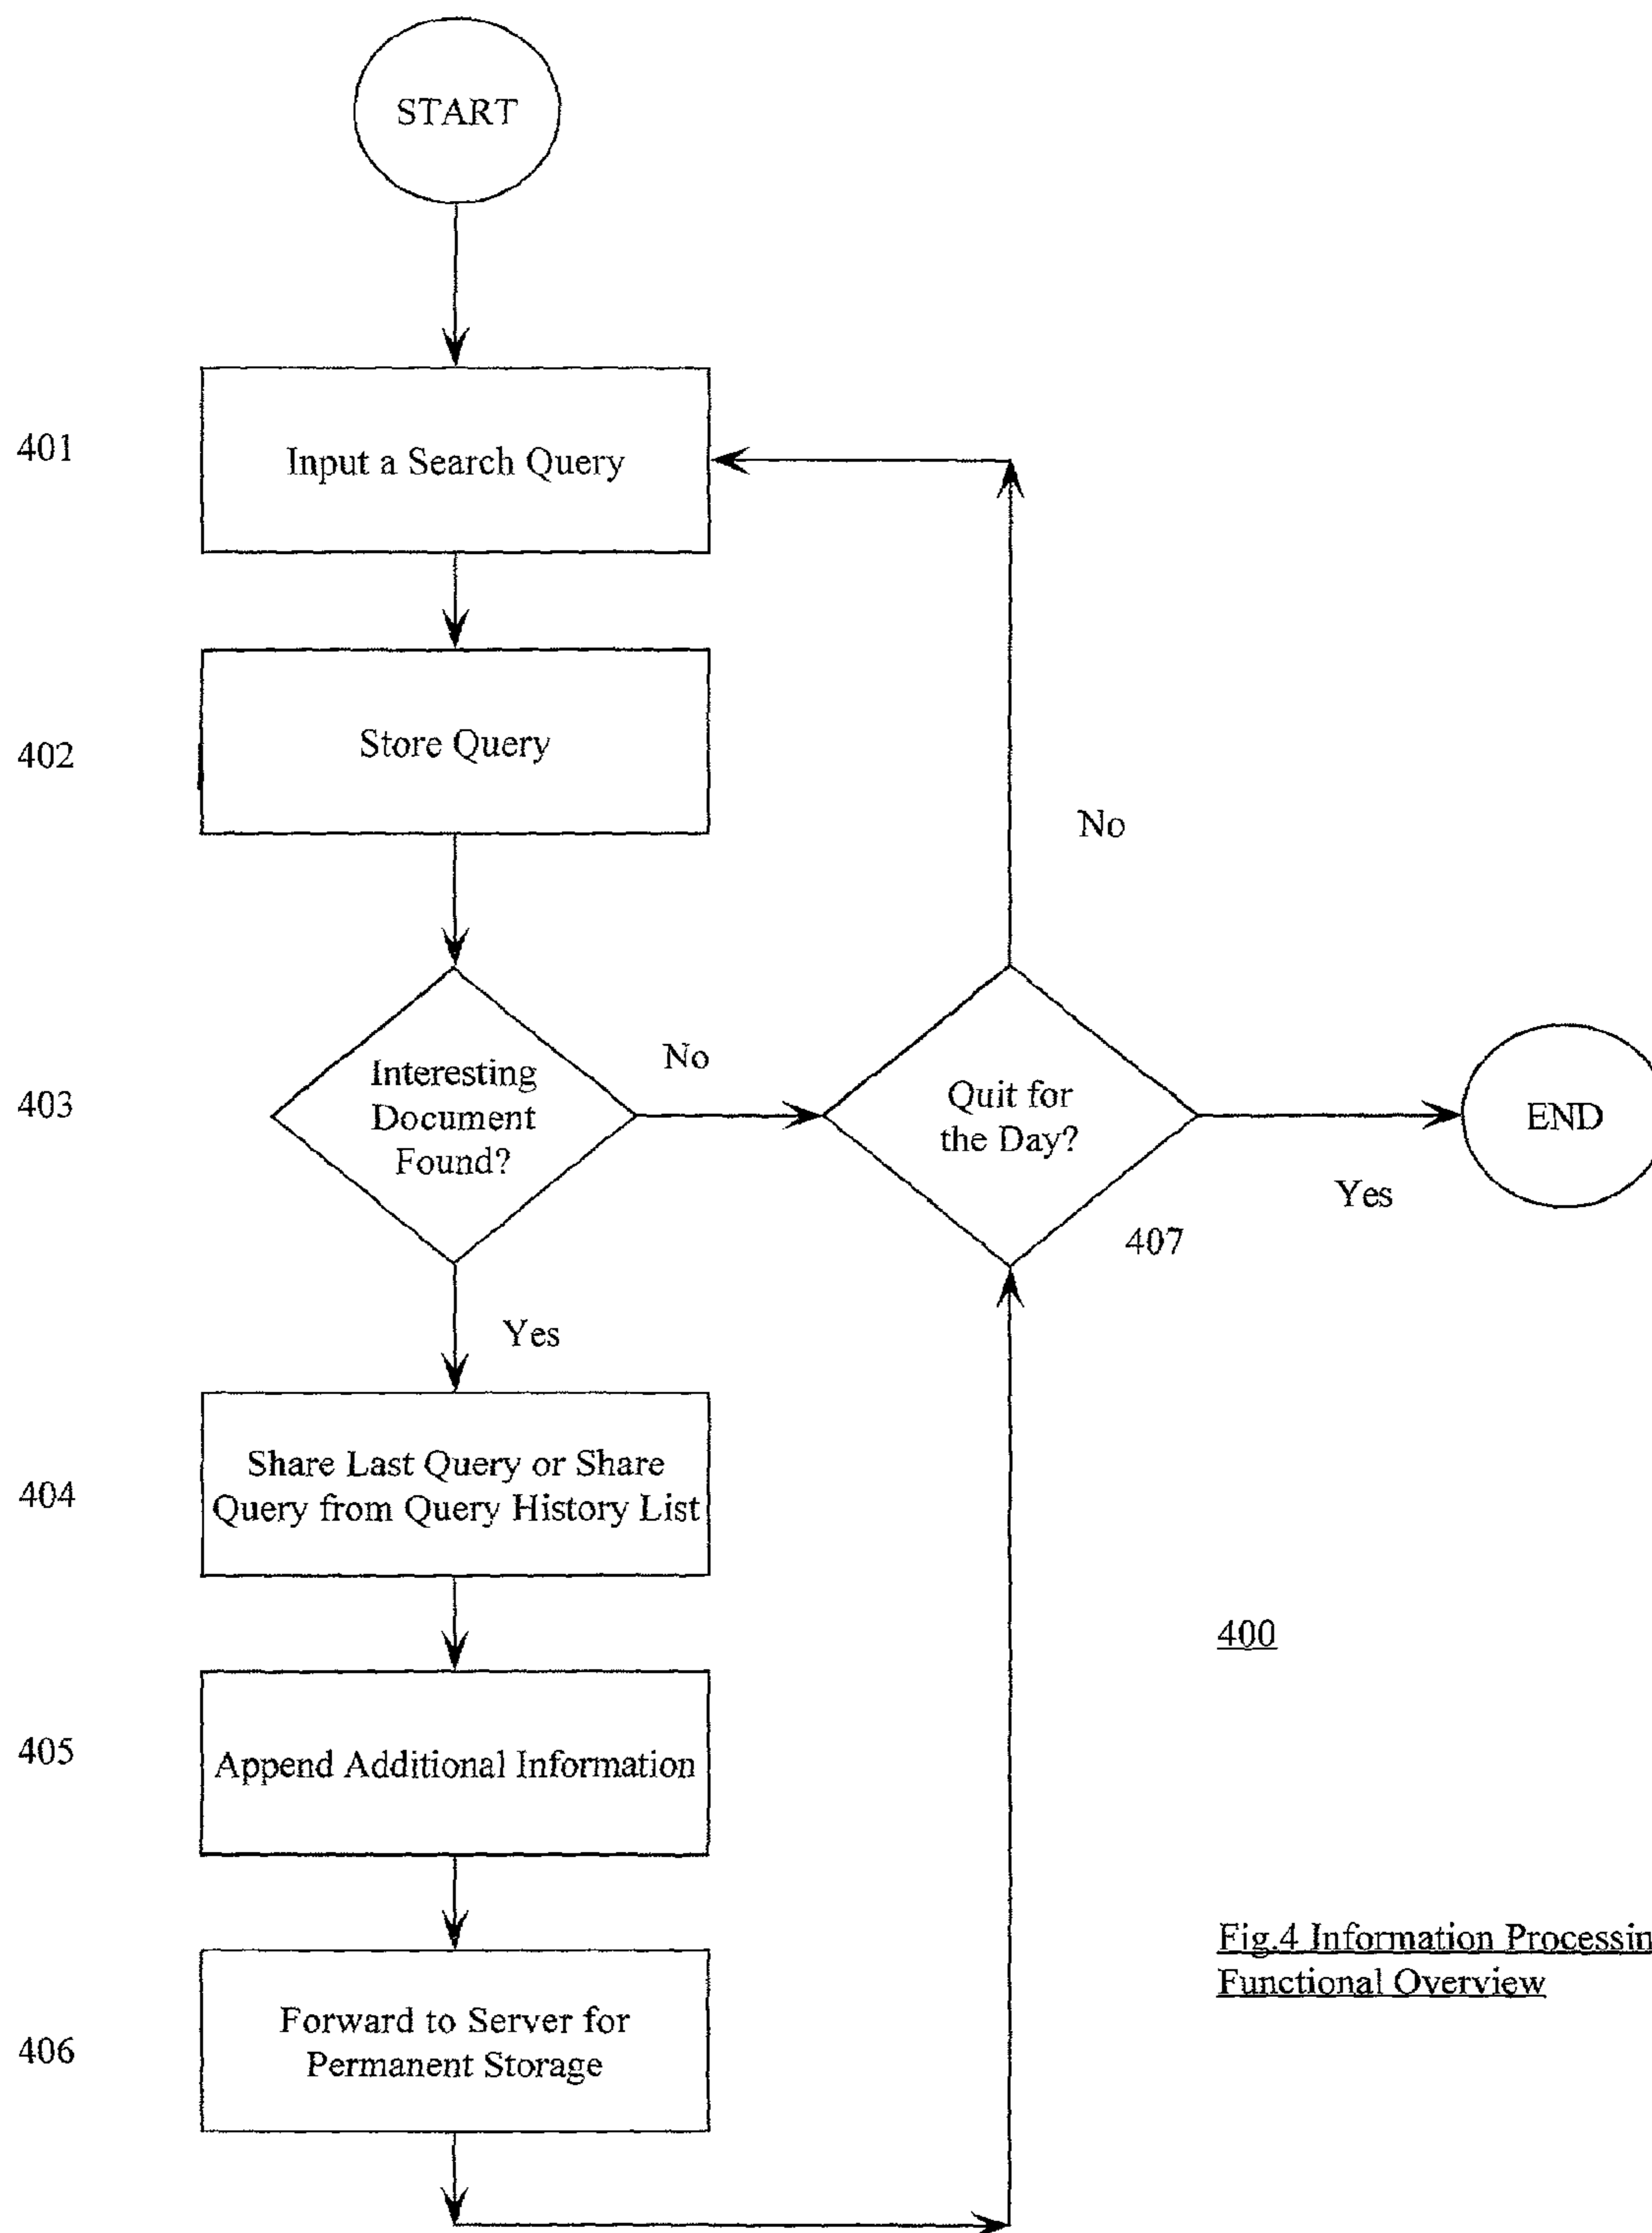 START
401
Input a Search Query
402
Store Query
No
403
Interesting
Document
Found?
No
Quit for
the Day?
END
Yes
407
Yes
404
Share Last Query or Share
Query from Query History List
400
405
Append Additional Information
Fig.4 Information Processin
Functional Overview
406
Forward to Server for
Permanent Storage